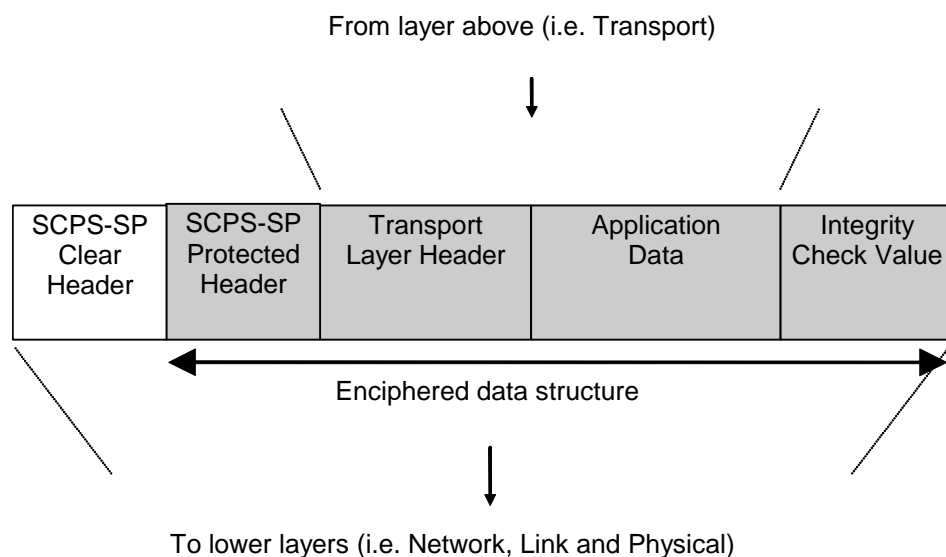 From layer above (i.e. Transport)
SCPS-SP
Clear
Header
SCPS-SP
Protected
Header
Transport
Layer Header
Application
Data
Integrity
Check Value
Enciphered data structure
To lower layers (i.e. Network, Link and Physical)